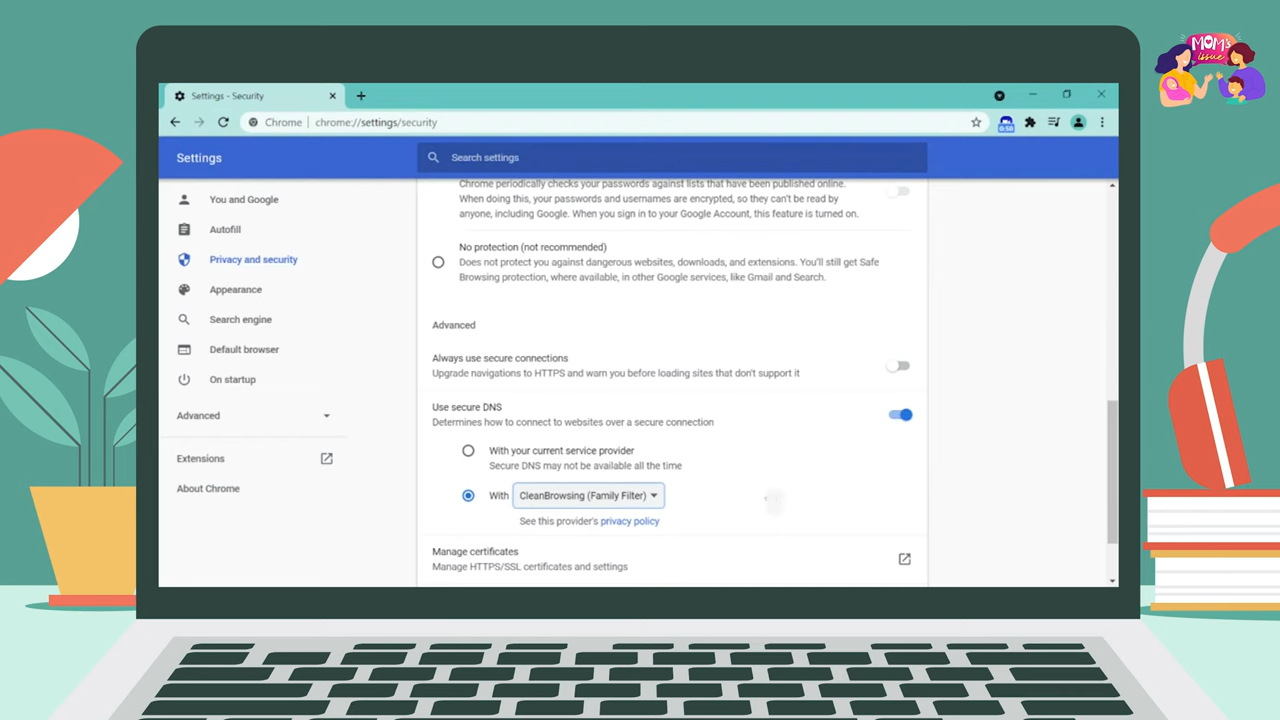 MOM's
issue
Settings - Security
Chrome | chrome://settings/security
0:50
Settings
Search settings
You and Google
Autofill
Privacy and security
Appearance
Search engine
Default browser
On startup
Advanced
Extensions
About Chrome
Chrome periodically checks your passwords against lists that have been published online.
When doing this, your passwords and usernames are encrypted, so they can't be read by
anyone, including Google. When you sign in to your Google Account, this feature is turned on.
No protection (not recommended)
Does not protect you against dangerous websites, downloads, and extensions. You'll still get Safe
Browsing protection, where available, in other Google services, like Gmail and Search.
Advanced
Always use secure connections
Upgrade navigations to HTTPS and warn you before loading sites that don't support it
Use secure DNS
Determines how to connect to websites over a secure connection
With your current service provider
Secure DNS may not be available all the time
With CleanBrowsing (Family Filter)
See this provider's privacy policy
Manage certificates
Manage HTTPS/SSL certificates and settings